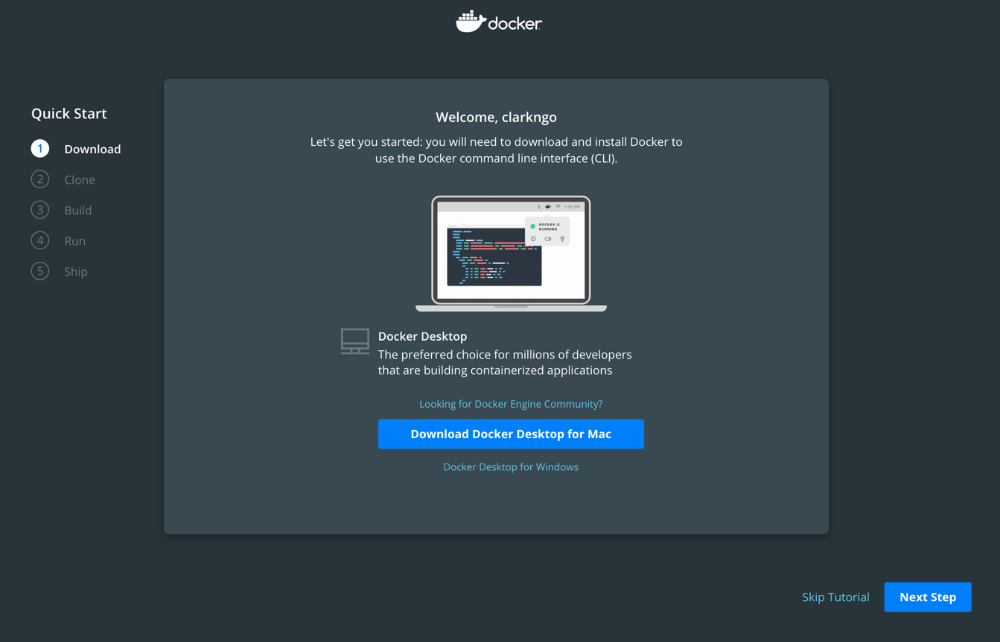 docker
Quick Start
1 Download
2 Clone
3 Build
4 Run
5 Ship
Welcome, clarkngo
Let's get you started: you will need to download and install Docker to
use the Docker command line interface (CLI).
1:25 PM
DOCKER IS
RUNNING
Docker Desktop
The preferred choice for millions of developers
that are building containerized applications
Looking for Docker Engine Community?
Download Docker Desktop for Mac
Docker Desktop for Windows
Skip Tutorial
Next Step